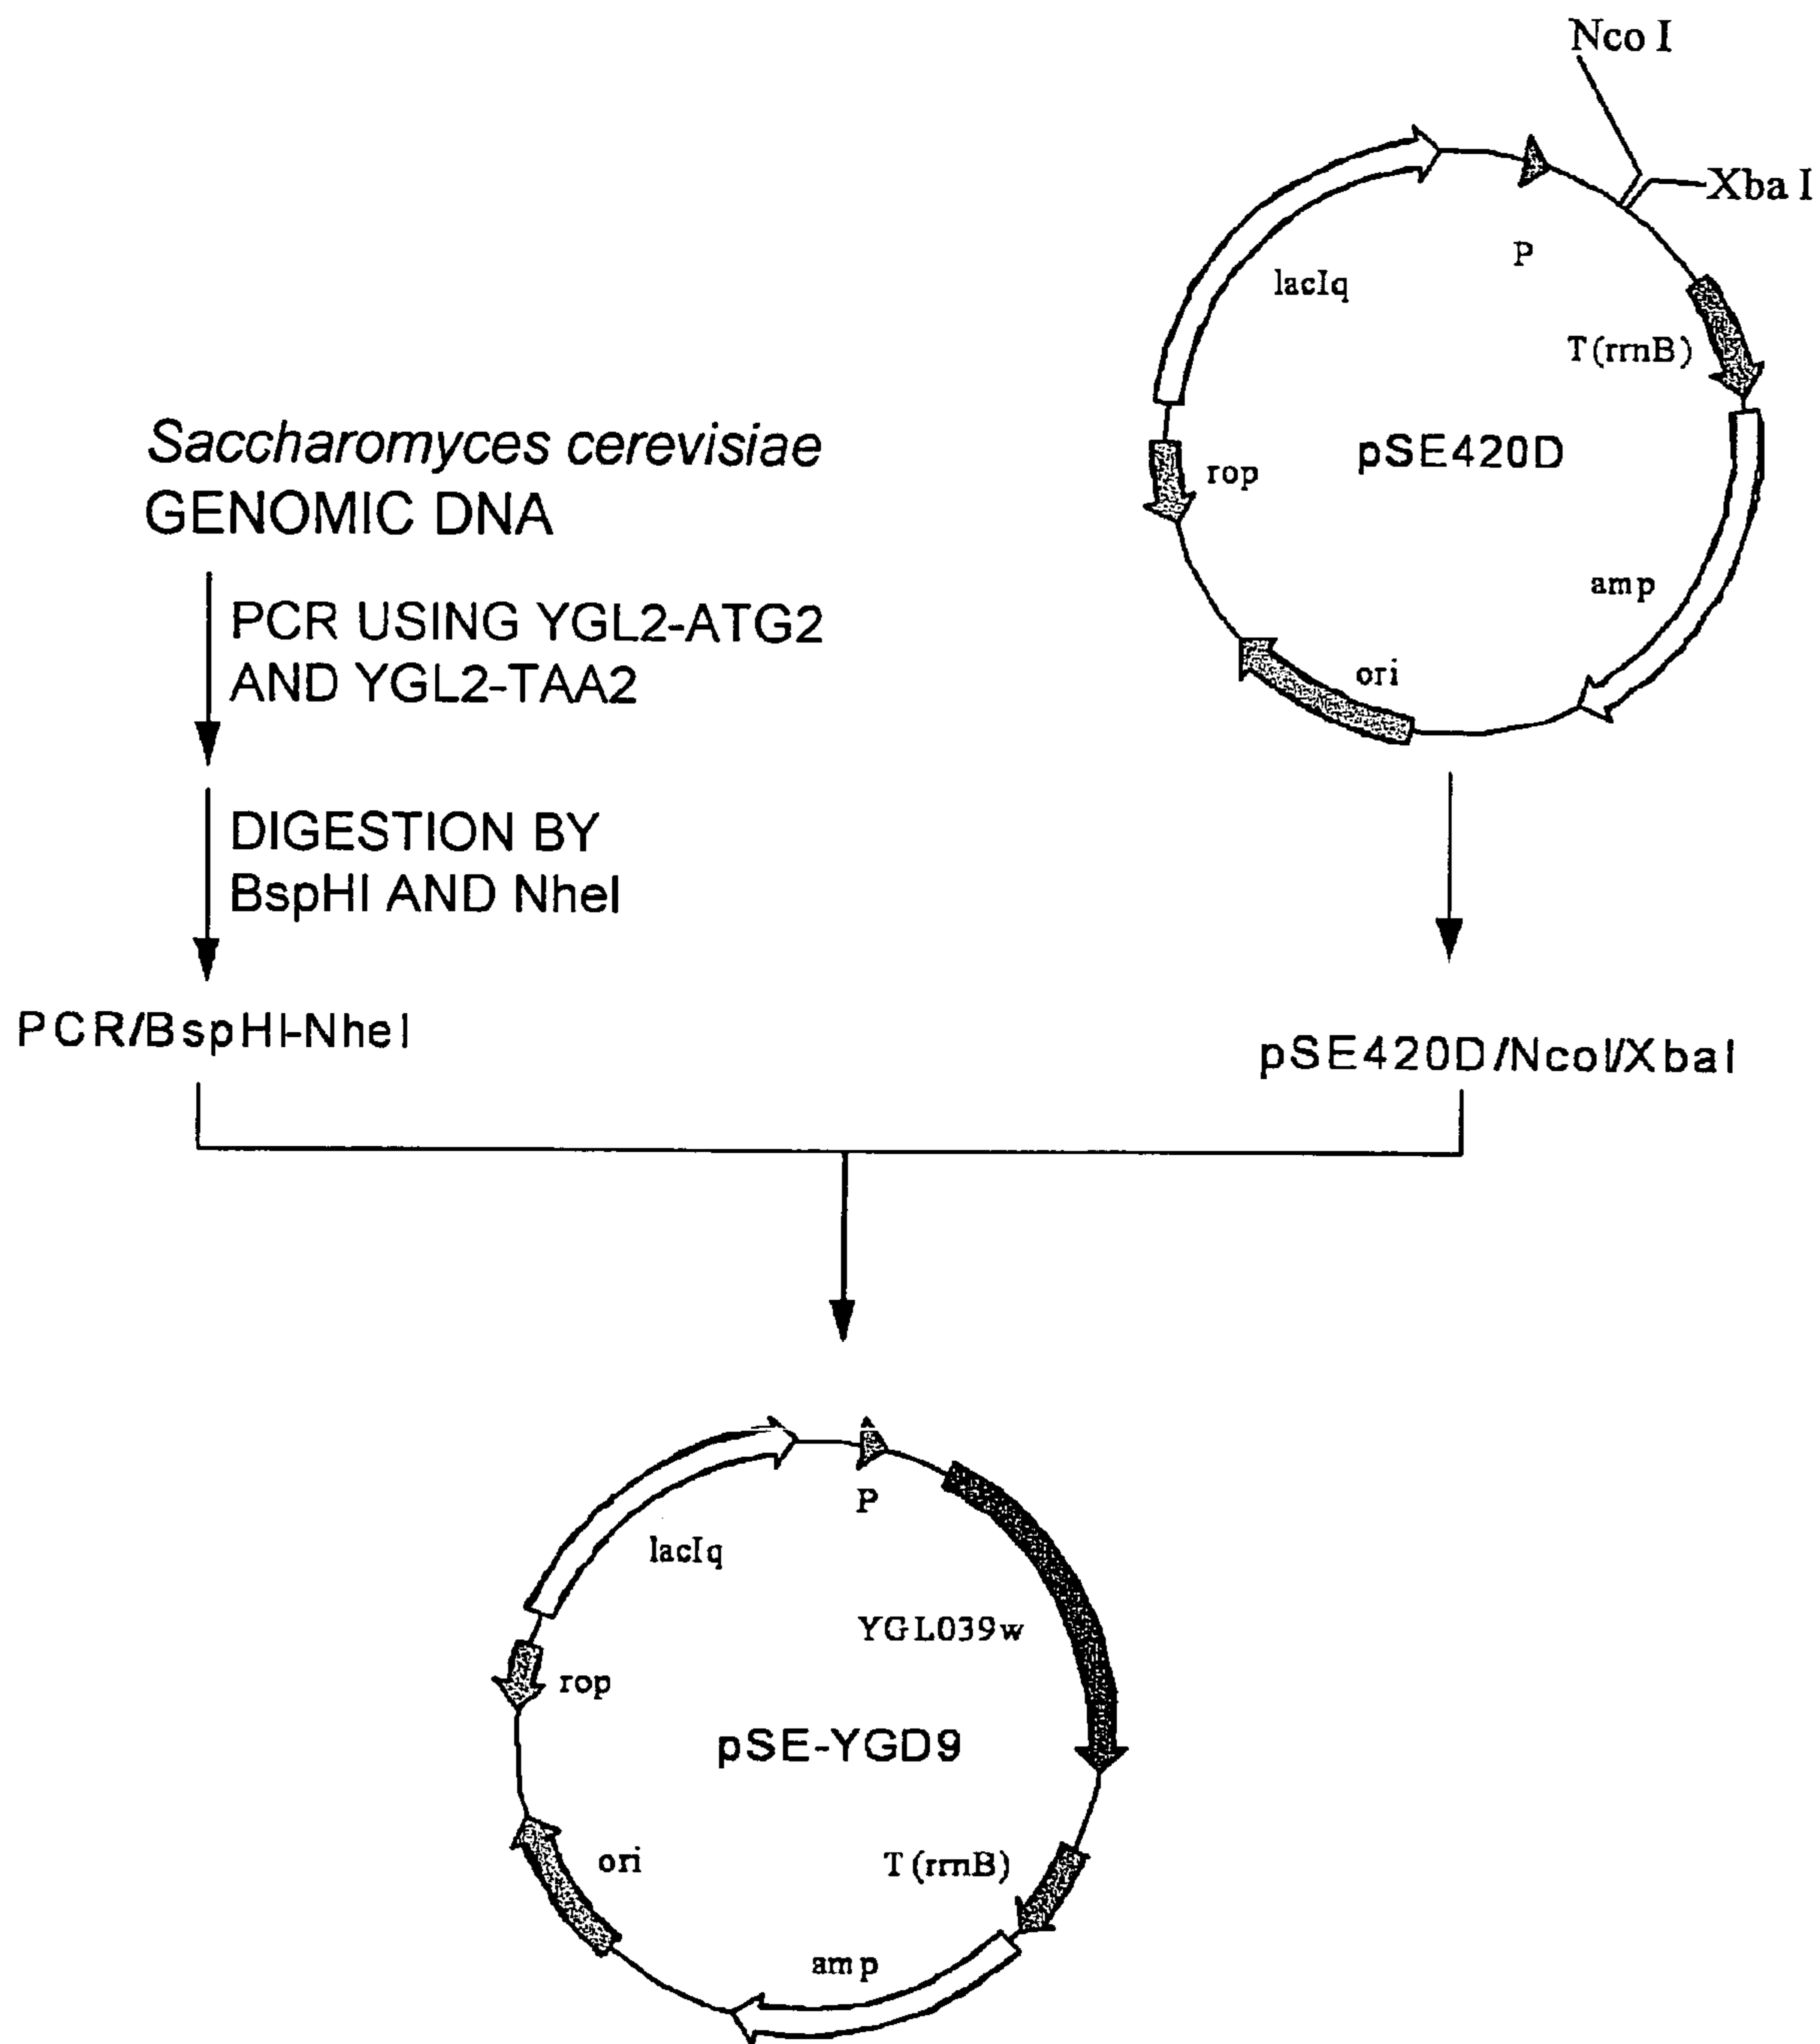 Nco I
Xba I
P
lacIq
T(rrnB)
Saccharomyces cerevisiae
GENOMIC DNA
rop
pSE420D
amp
ori
PCR USING YGL2-ATG2
AND YGL2-TAA2
DIGESTION BY
BspHI AND NheI
PCR/BspHI-NheI
pSE420D/NcoI/XbaI
P
lacIq
YGL039w
rop
pSE-YGD9
ori
T(rrnB)
amp